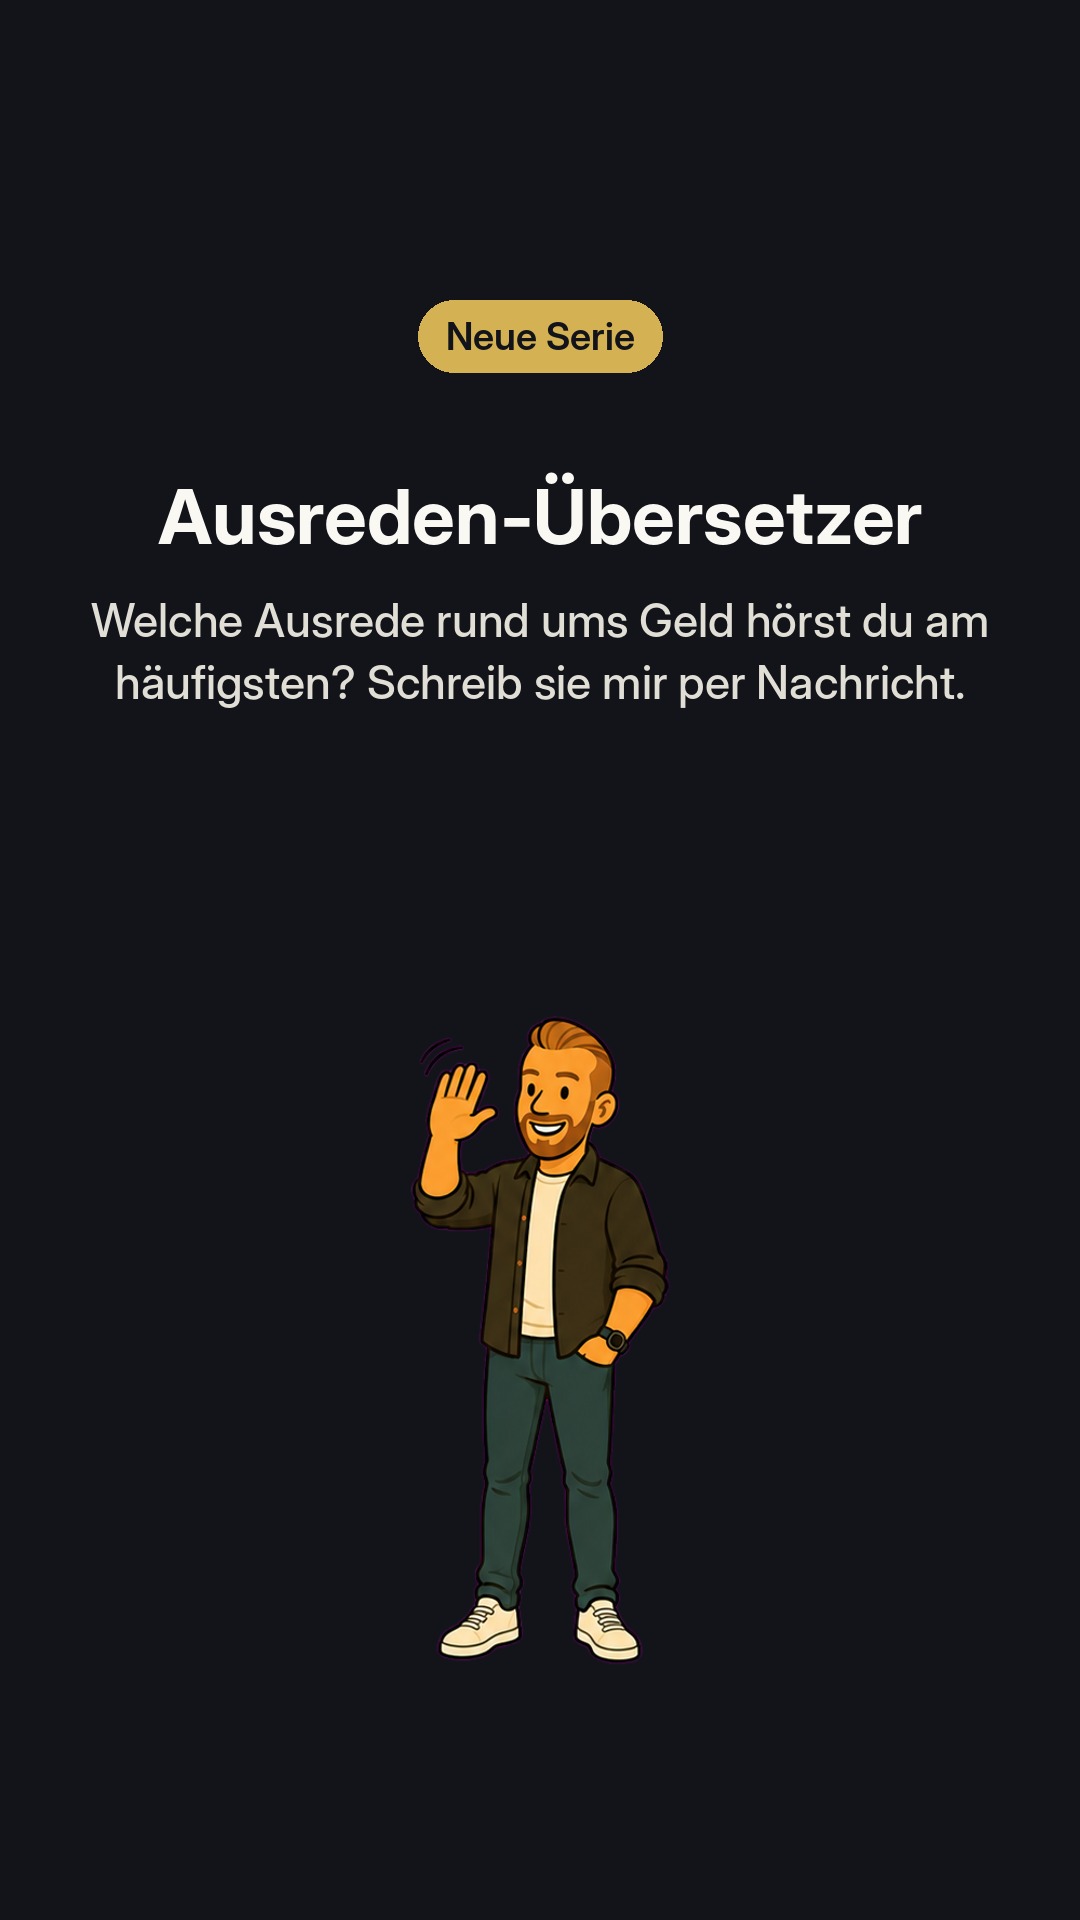 Neue Serie
Ausreden-Übersetzer
Welche Ausrede rund ums Geld hörst du am
häufigsten? Schreib sie mir per Nachricht.